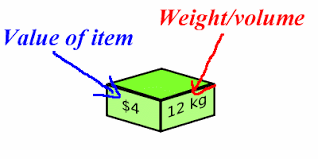 Weight/volume
Value of item
$4
12 kg